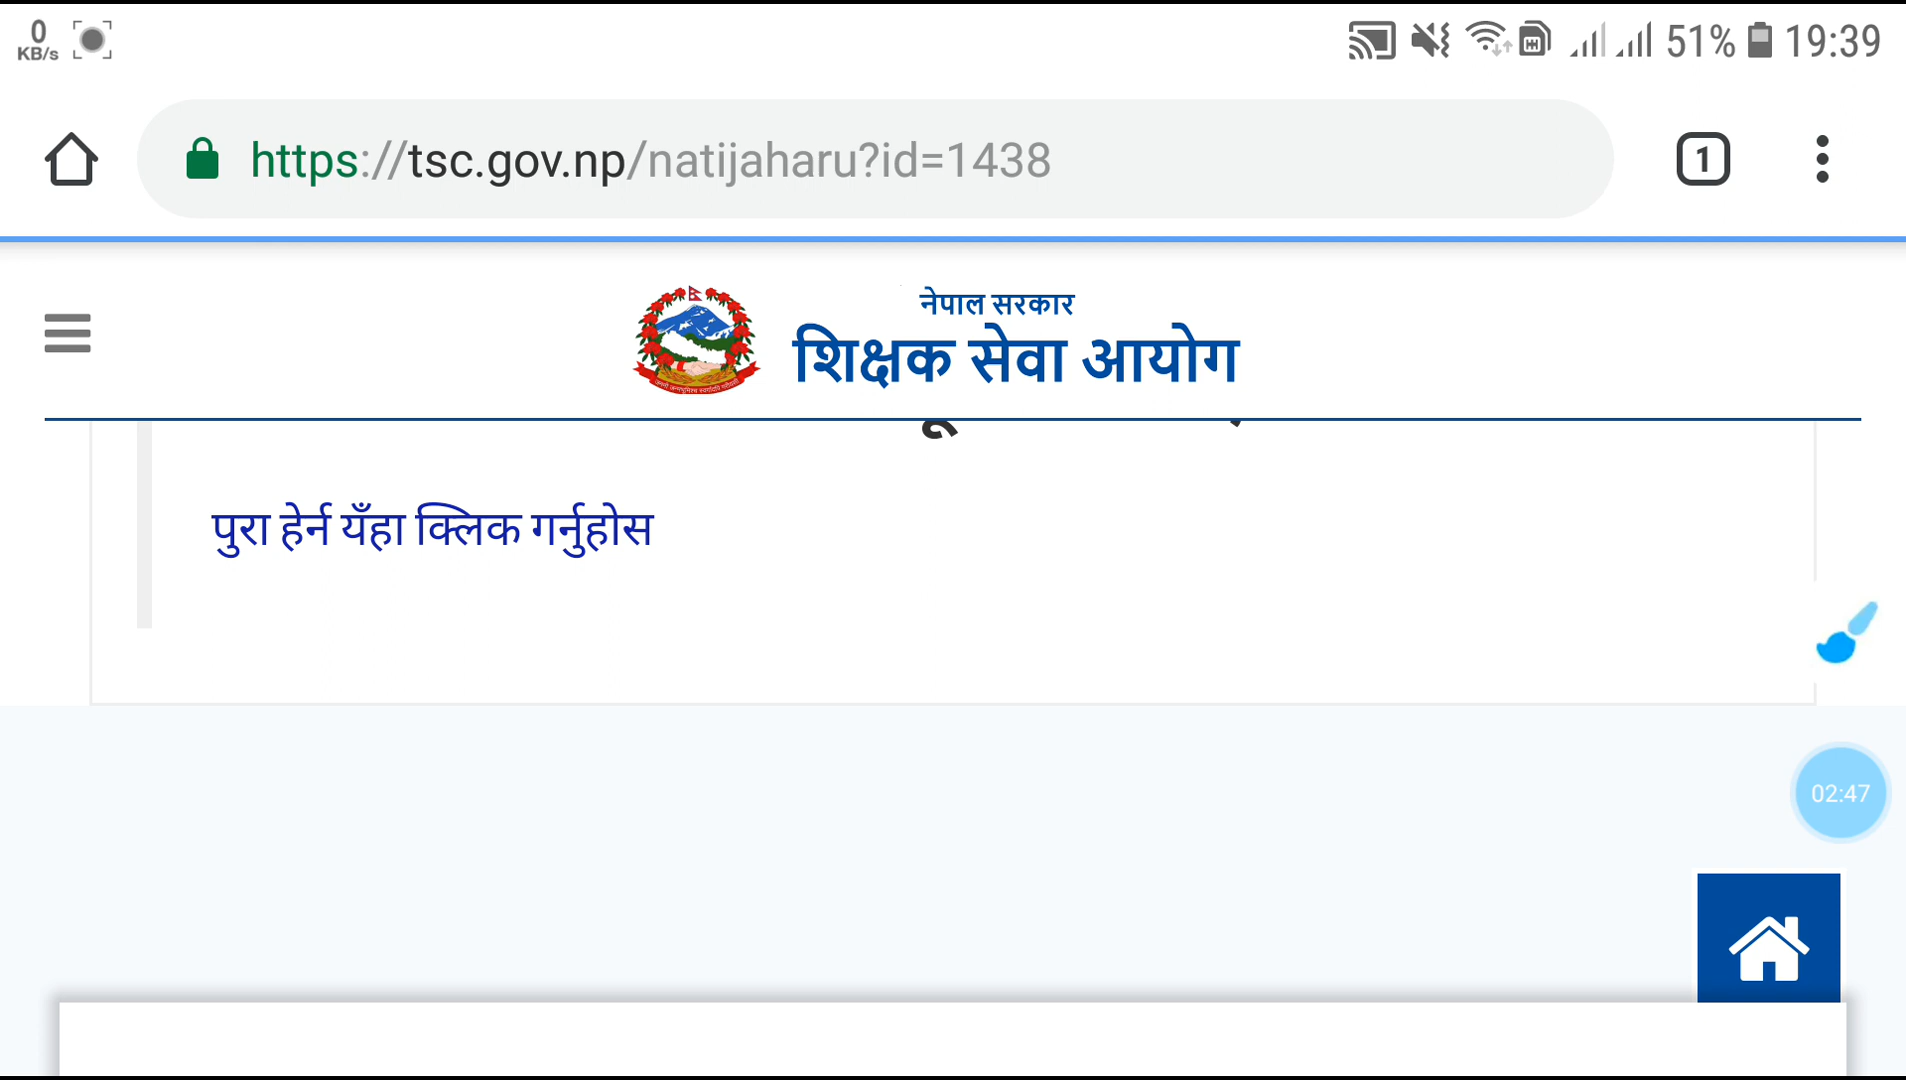 0
KB/s
51% 19:39
https://tsc.gov.np/natijaharu?id=1438
1
नेपाल सरकार
शिक्षक सेवा आयोग
पुरा हेर्न यँहा क्लिक गर्नुहोस
02:47